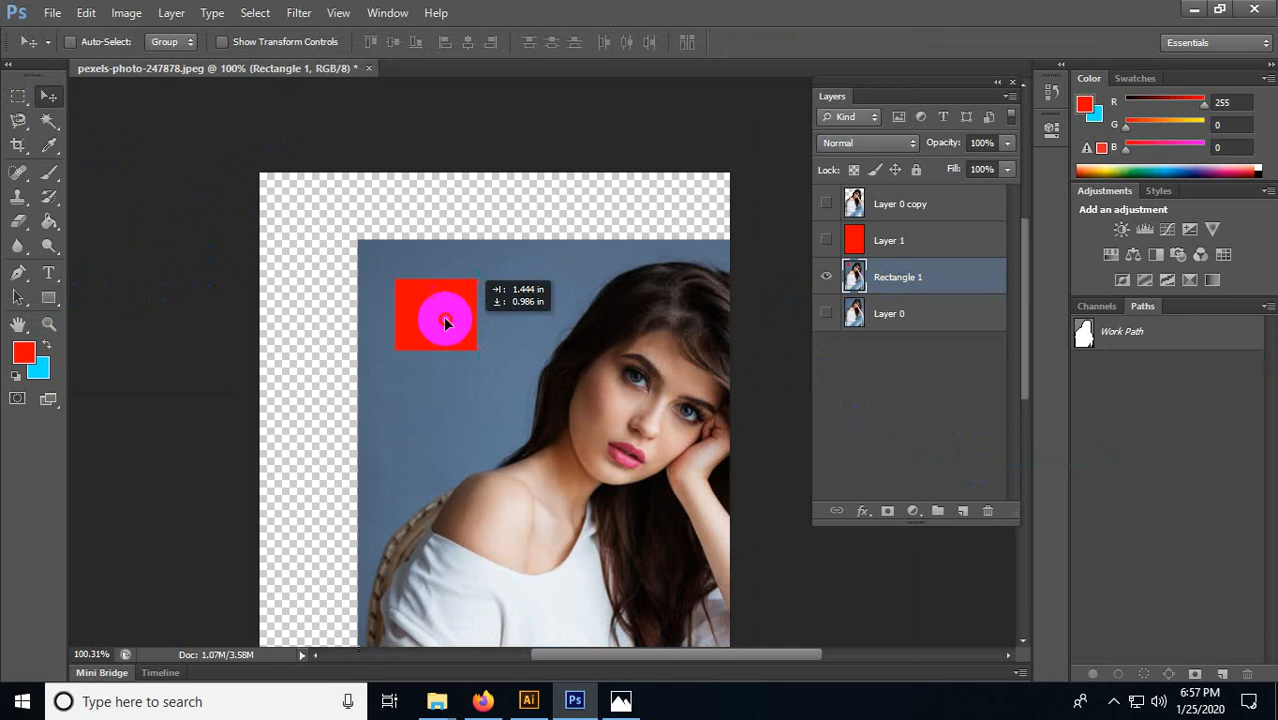 Ps File Edit Image Layer Type Select Filter View Window Help
Auto-Select: Group Show Transform Controls Essentials
pexels-photo-247878.jpeg @ 100% (Rectangle 1, RGB/8) *
Layers
Kind
Normal Opacity: 100%
Lock: Fill: 100%
Layer 0 copy
Layer 1
Rectangle 1
Layer 0
fx
Color Swatches
R 255
G 0
B 0
Adjustments Styles
Add an adjustment
Channels Paths
Work Path
1.444 in
0.986 in
100.31% Doc: 1.07M/3.58M
Mini Bridge Timeline
Type here to search
Ai Ps
6:57 PM
1/25/2020